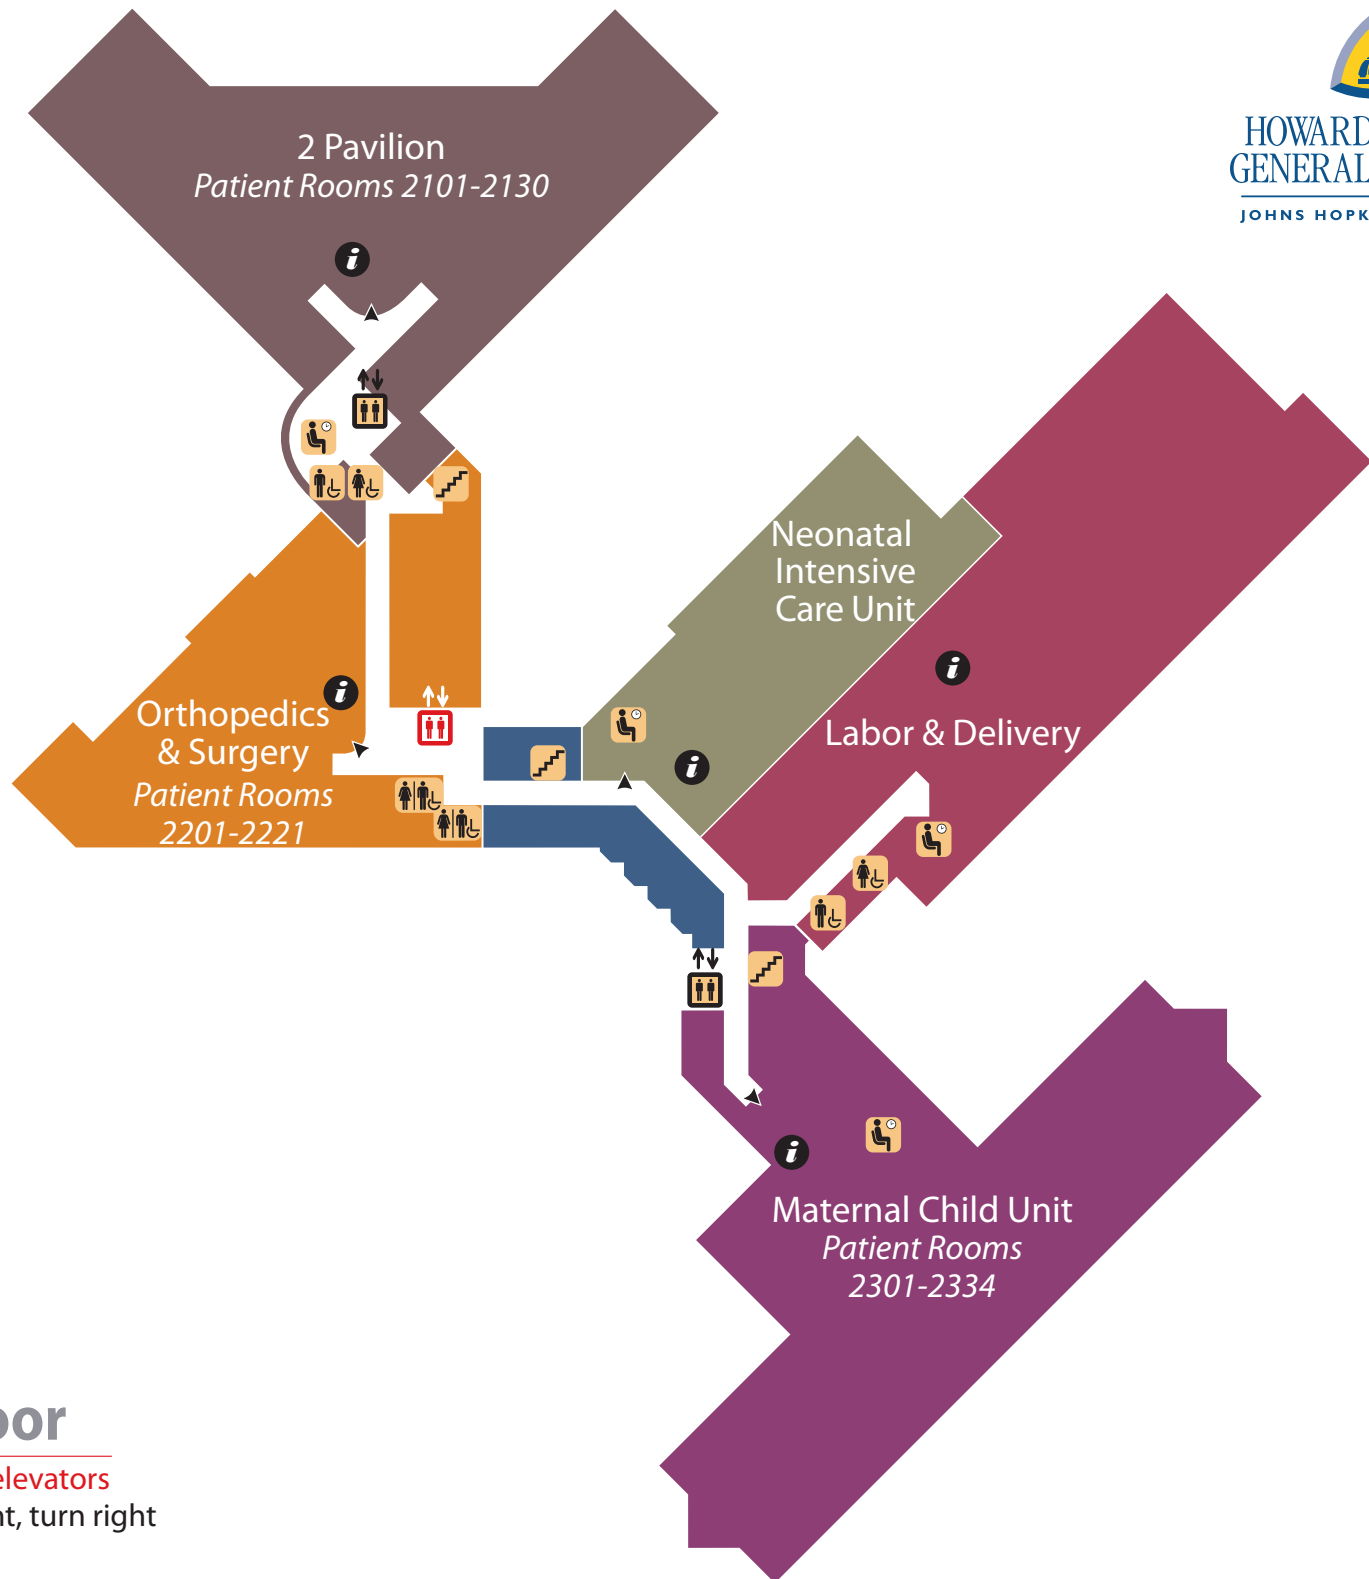 2 Pavilion
Patient Rooms 2101-2130
HOWARD
GENERAL
JOHNS HOPK
Neonatal
Intensive
Care Unit
Labor & Delivery
Orthopedics
& Surgery
Patient Rooms
2201-2221
Maternal Child Unit
Patient Rooms
2301-2334
oor
elevators
nt, turn right